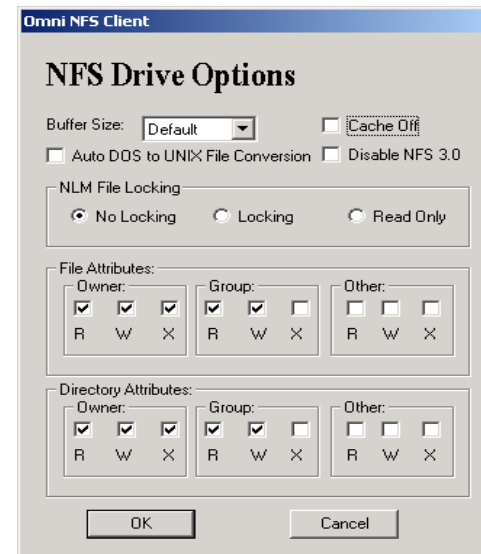 Omni NFS Client
NFS Drive Options
Buffer Size: Default
Cache Off
Auto DOS to UNIX File Conversion
Disable NFS 3.0
NLM File Locking
No Locking Locking Read Only
File Attributes:
Owner: Group: Other:
R W X R W X R W X
Directory Attributes:
Owner: Group: Other:
R W X R W X R W X
OK Cancel